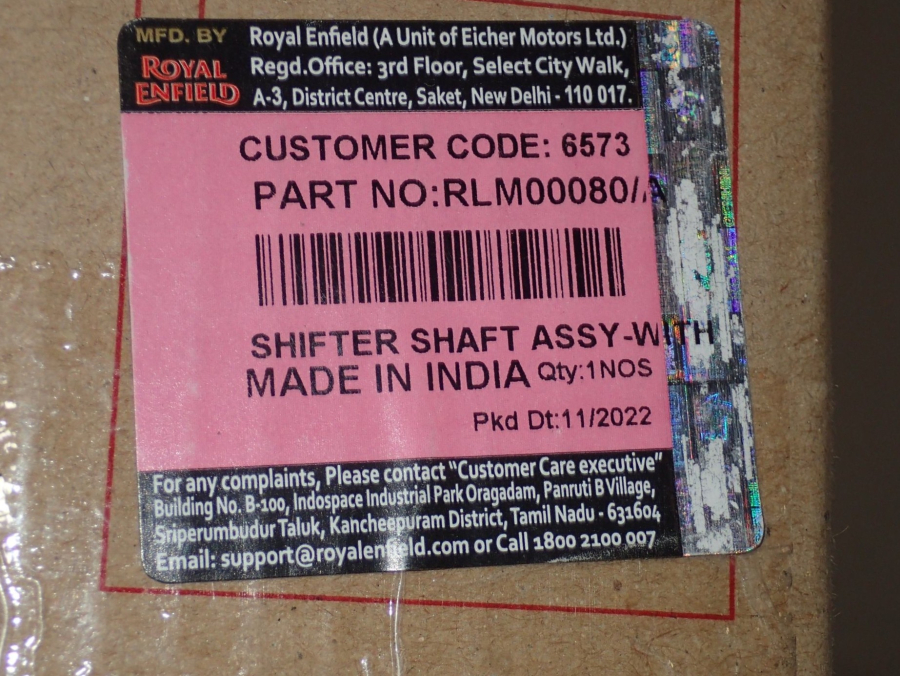 MFD. BY
ROYAL
ENFIELD
Royal Enfield (A Unit of Eicher Motors Ltd.)
Regd.Office: 3rd Floor, Select City Walk,
A-3, District Centre, Saket, New Delhi - 110 017.
CUSTOMER CODE: 6573
PART NO:RLM00080/A
SHIFTER SHAFT ASSY-WITH
MADE IN INDIA Qty:1NOS
Pkd Dt:11/2022
For any complaints, Please contact “Customer Care executive”
Building No. B-100, Indospace Industrial Park Oragadam, Panruti B Village,
Sriperumbudur Taluk, Kancheepuram District, Tamil Nadu - 631604
Email: support@royalenfield.com or Call 1800 2100 007